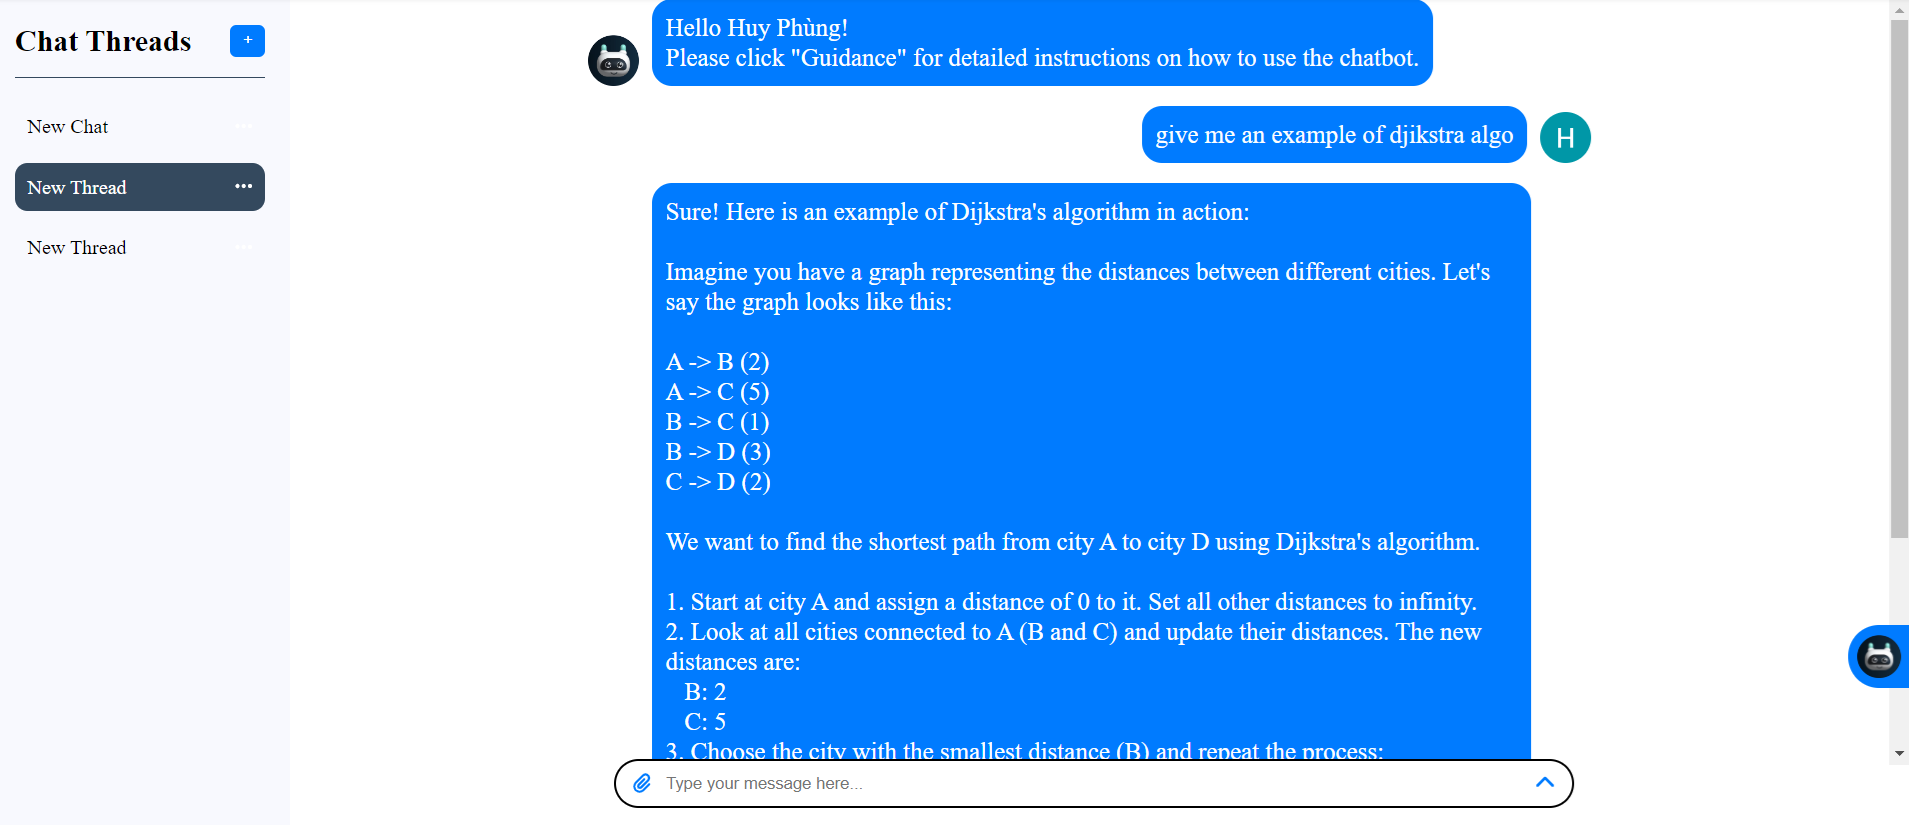 Chat Threads
+
New Chat
...
New Thread
...
New Thread
...
Hello Huy Phùng!
Please click "Guidance" for detailed instructions on how to use the chatbot.
give me an example of djikstra algo
H
Sure! Here is an example of Dijkstra's algorithm in action:
Imagine you have a graph representing the distances between different cities. Let's
say the graph looks like this:
A -> B (2)
A -> C (5)
B -> C (1)
B -> D (3)
C -> D (2)
We want to find the shortest path from city A to city D using Dijkstra's algorithm.
1. Start at city A and assign a distance of 0 to it. Set all other distances to infinity.
2. Look at all cities connected to A (B and C) and update their distances. The new
distances are:
B: 2
C: 5
3. Choose the city with the smallest distance (B) and repeat the process:
Type your message here...